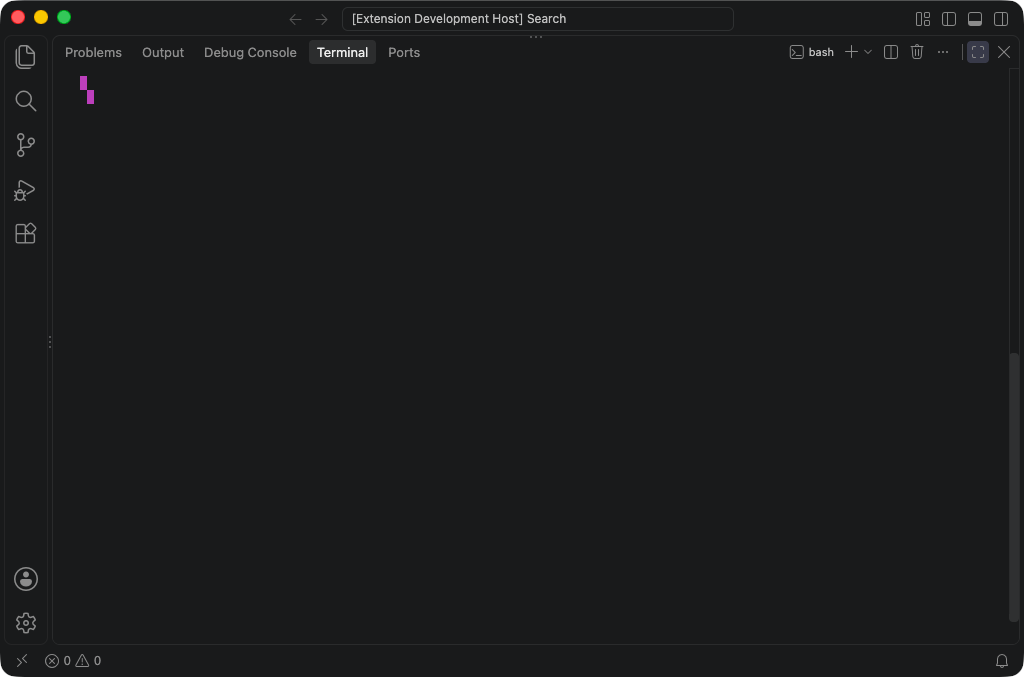 [Extension Development Host] Search
Problems Output Debug Console Terminal Ports
bash
0 0